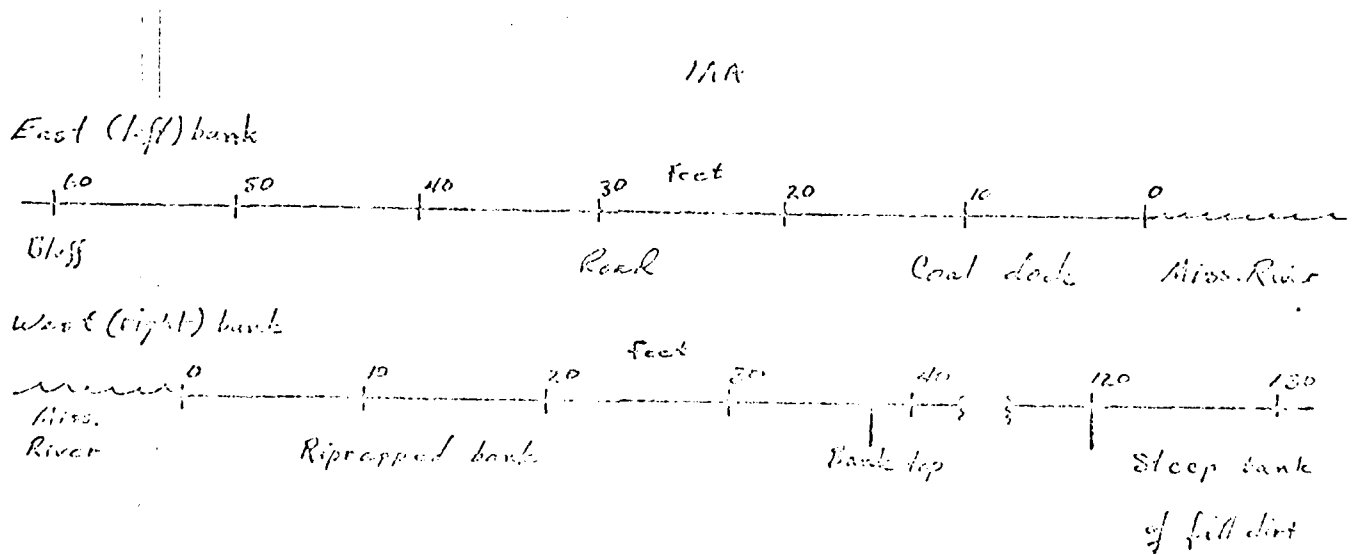 East (left) bank
60 50 40 30 Feet 20 10 0
Bluff Road Coal dock Miss. River
West (right) bank
Feet
0 10 20 30 40 120 130
Miss.
River Riprapped bank Bank top Steep bank
of fill dirt